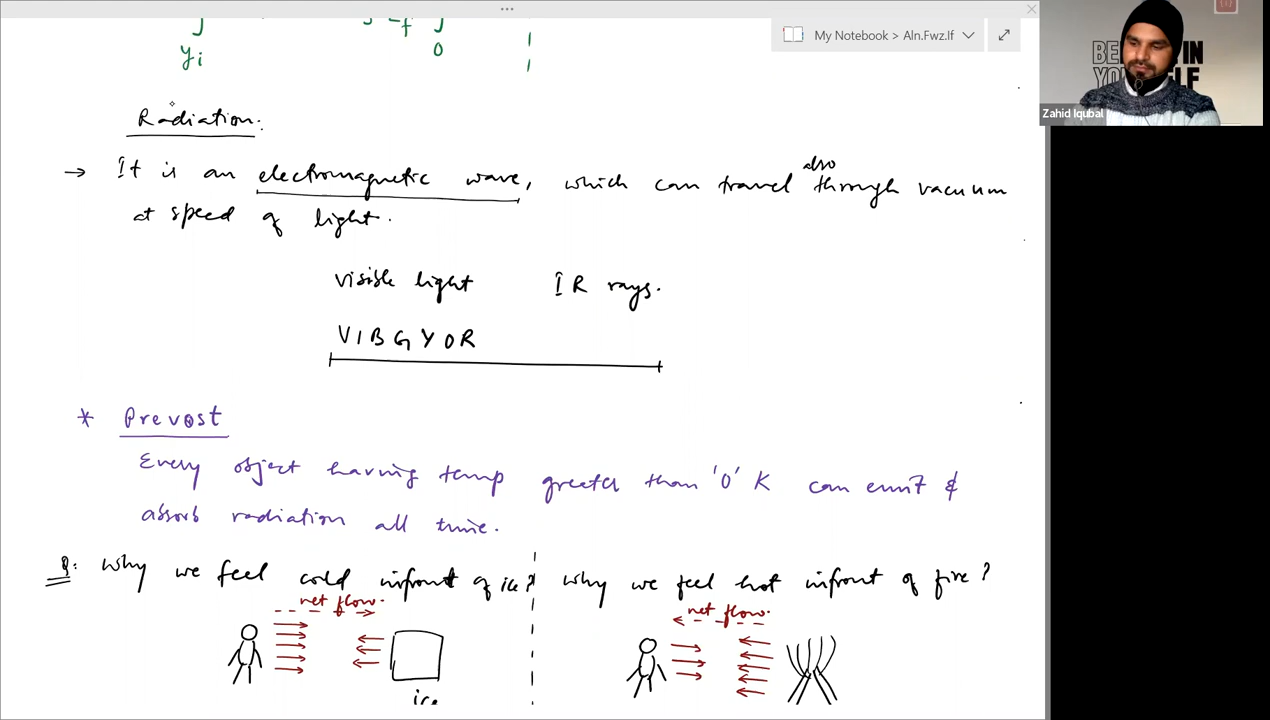 My Notebook > Aln.Fwz.If
yi
0
Radiation:
→ It is an electromagnetic wave, which can travel also through vacuum
at speed of light.
visible light IR rays.
VIBGYOR
* Prevost
Every object having temp greater than '0' K can emit &
absorb radiation all time.
Q: Why we feel cold infront of ice? Why we feel hot infront of fire?
net flow. net flow.
ice
Zahid Iqubal